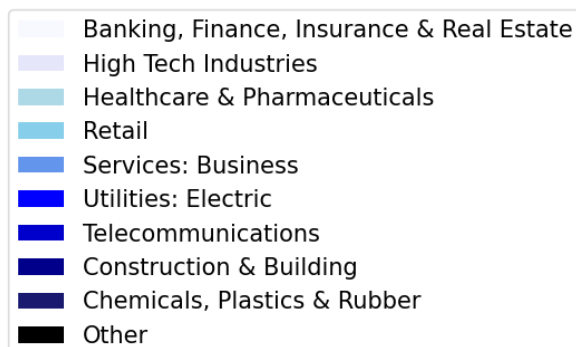 Banking, Finance, Insurance & Real Estate
High Tech Industries
Healthcare & Pharmaceuticals
Retail
Services: Business
Utilities: Electric
Telecommunications
Construction & Building
Chemicals, Plastics & Rubber
Other